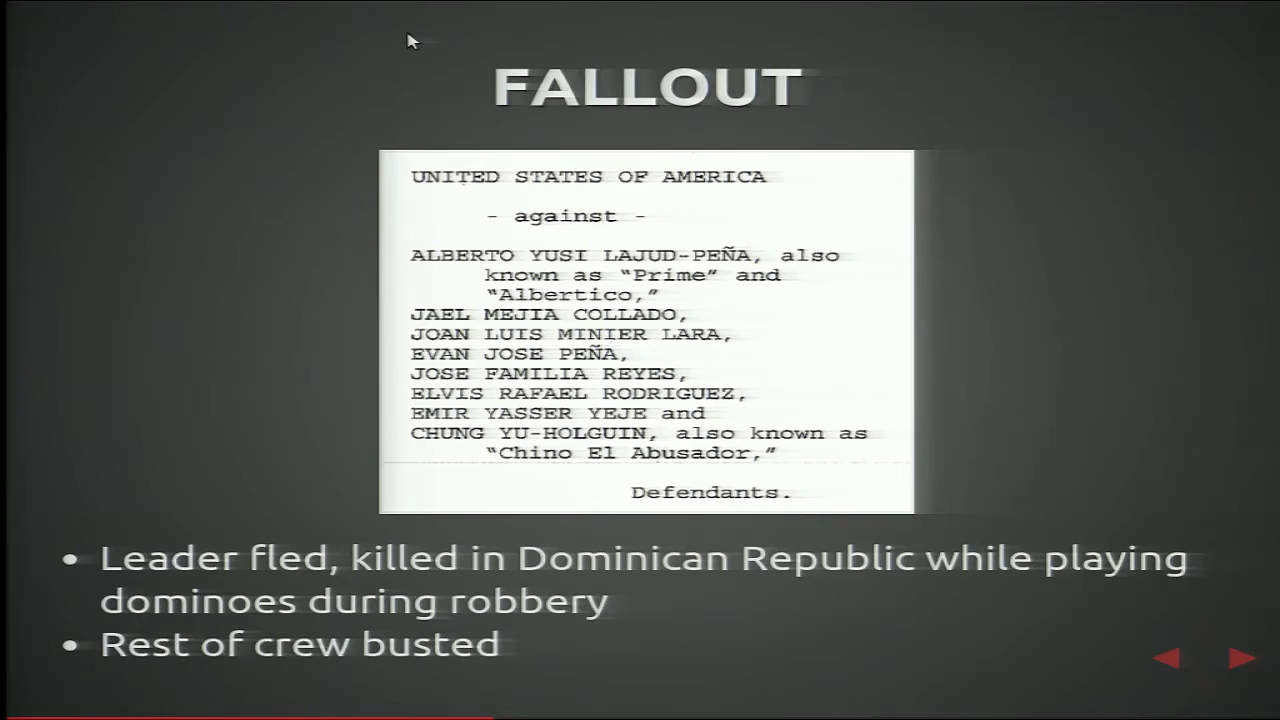 FALLOUT
UNITED STATES OF AMERICA
- against -
ALBERTO YUSI LAJUD-PEÑA, also
known as “Prime” and
“Albertico,”
JAEL MEJIA COLLADO,
JOAN LUIS MINIER LARA,
EVAN JOSE PEÑA,
JOSE FAMILIA REYES,
ELVIS RAFAEL RODRIGUEZ,
EMIR YASSER YEJE and
CHUNG YU-HOLGUIN, also known as
“Chino El Abusador,”
Defendants.
• Leader fled, killed in Dominican Republic while playing
dominoes during robbery
• Rest of crew busted